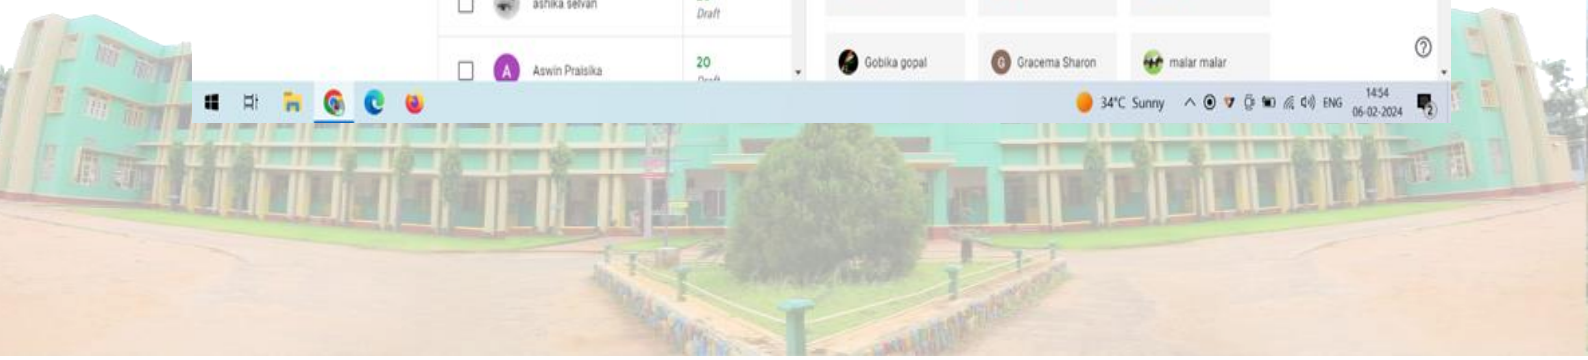 ashika selvan
Draft
A Aswin Praisika 20
Gobika gopal G Gracema Sharon malar malar
34°C Sunny ENG 14:54
06-02-2024 2